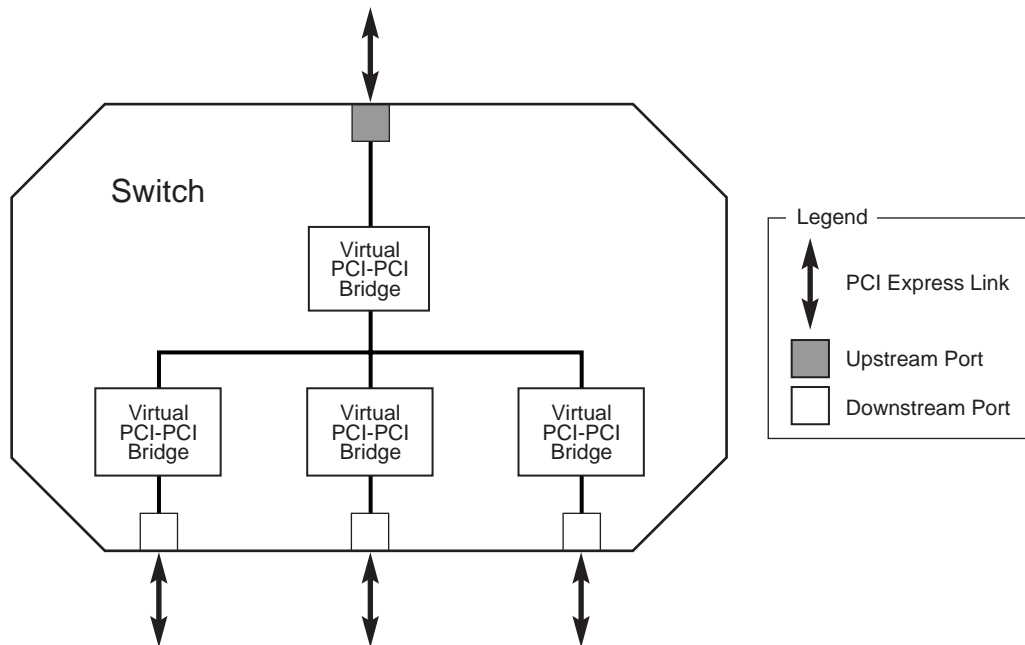 Switch
Virtual
PCI-PCI
Bridge
Virtual
PCI-PCI
Bridge
Virtual
PCI-PCI
Bridge
Virtual
PCI-PCI
Bridge
Legend
PCI Express Link
Upstream Port
Downstream Port